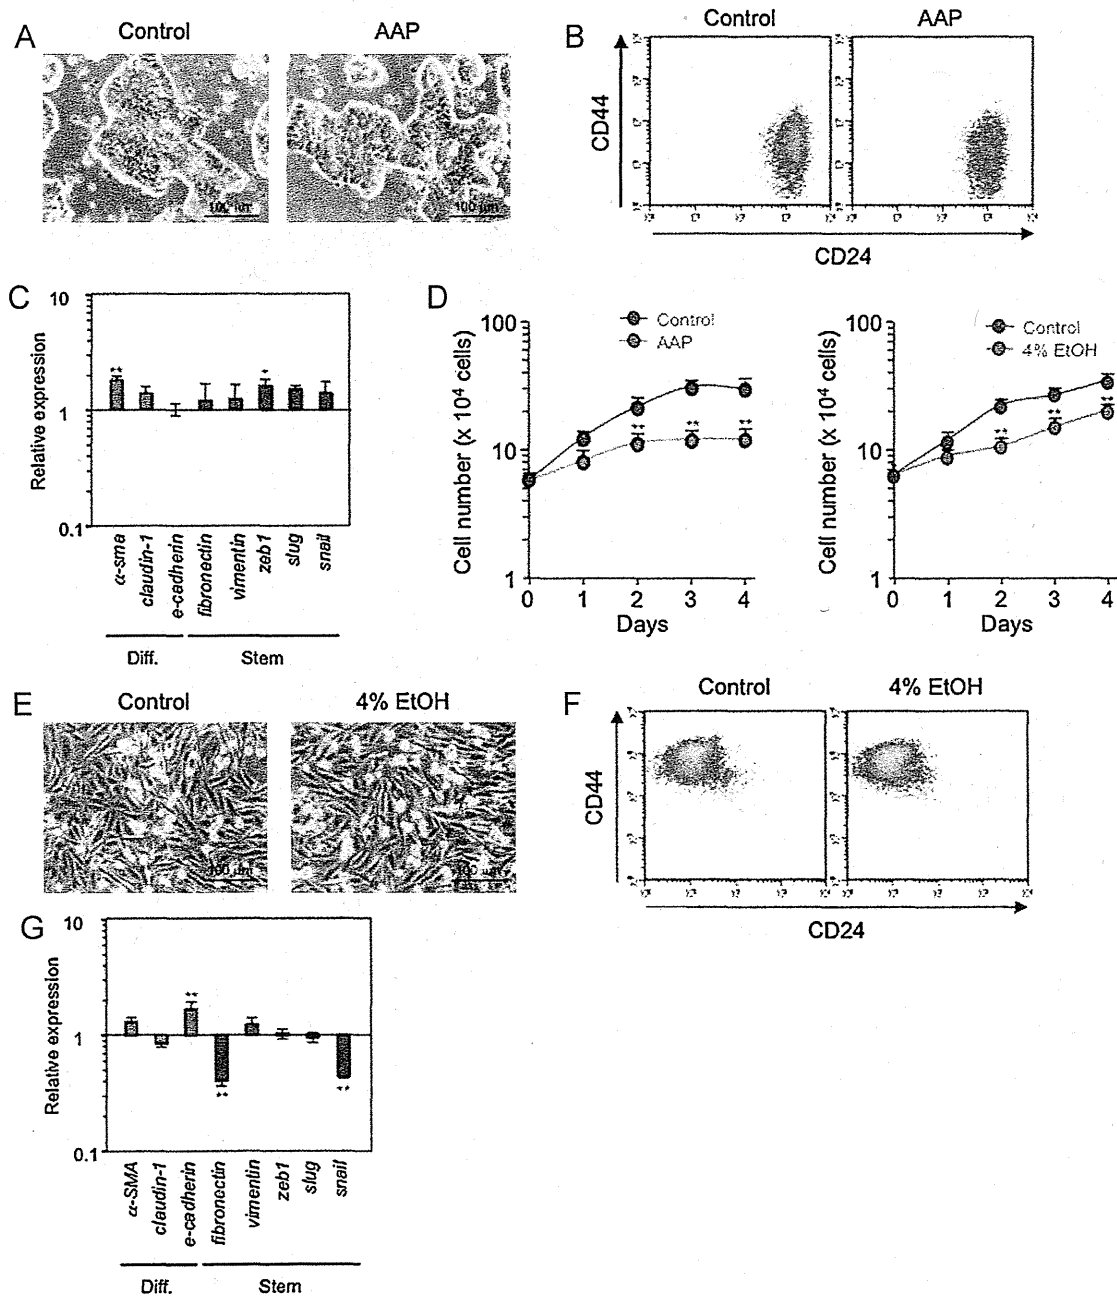 A
Control
AAP
100 μm
100 μm
B
Control
AAP
CD44
CD24
C
10
1
0.1
Relative expression
**
*
α-sma
claudin-1
e-cadherin
fibronectin
vimentin
zeb1
slug
snail
Diff.
Stem
D
100
10
1
Cell number (x 10⁴ cells)
Control
AAP
**
**
**
0 1 2 3 4
Days
100
10
1
Cell number (x 10⁴ cells)
Control
4% EtOH
**
**
**
0 1 2 3 4
Days
E
Control
4% EtOH
100 μm
100 μm
F
Control
4% EtOH
CD44
CD24
G
10
1
0.1
Relative expression
**
**
**
α-SMA
claudin-1
e-cadherin
fibronectin
vimentin
zeb1
slug
snail
Diff.
Stem